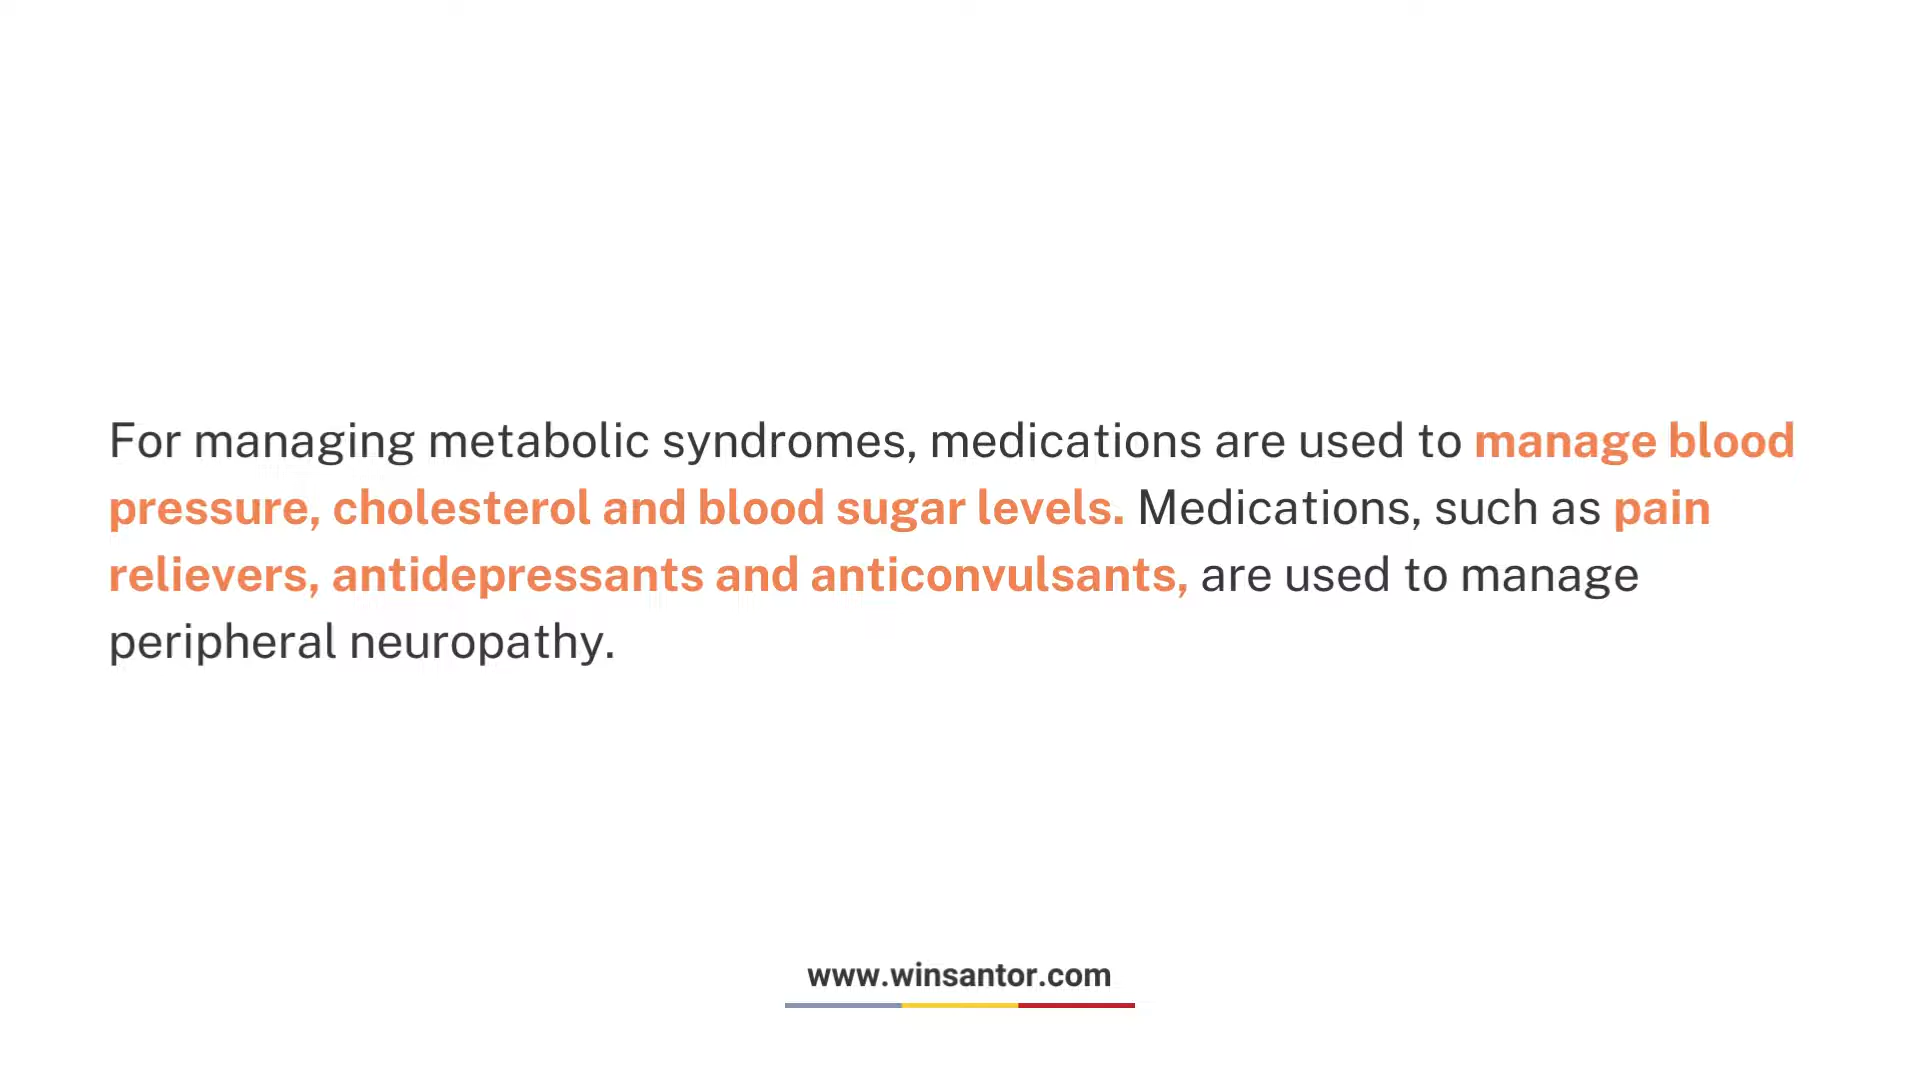 For managing metabolic syndromes, medications are used to manage blood
pressure, cholesterol and blood sugar levels. Medications, such as pain
relievers, antidepressants and anticonvulsants, are used to manage
peripheral neuropathy.
www.winsantor.com